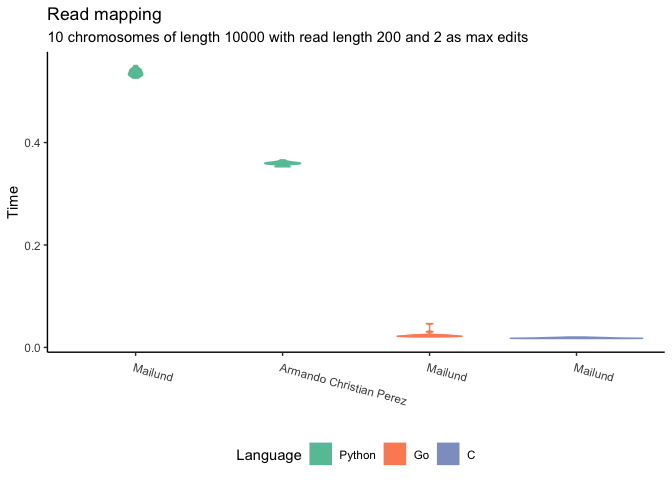 Read mapping
10 chromosomes of length 10000 with read length 200 and 2 as max edits
Time
0.4
0.2
0.0
Mailund
Armando Christian Perez
Mailund
Mailund
Language Python Go C